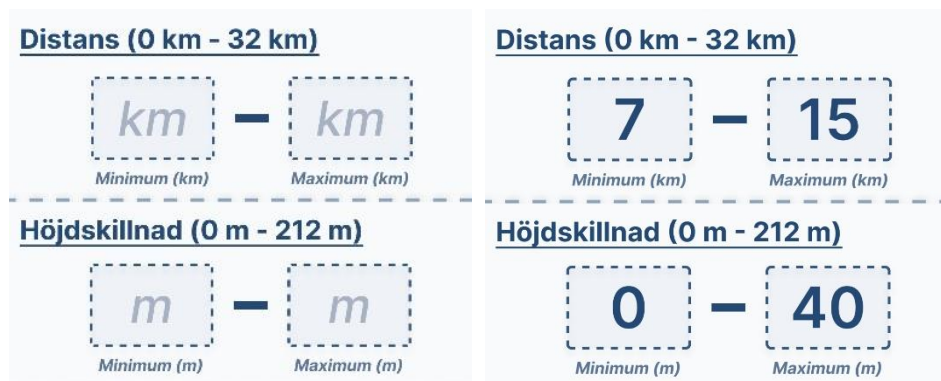 Distans (0 km - 32 km)
km – km
Minimum (km) Maximum (km)
Höjdskillnad (0 m - 212 m)
m – m
Minimum (m) Maximum (m)
Distans (0 km - 32 km)
7 – 15
Minimum (km) Maximum (km)
Höjdskillnad (0 m - 212 m)
0 – 40
Minimum (m) Maximum (m)